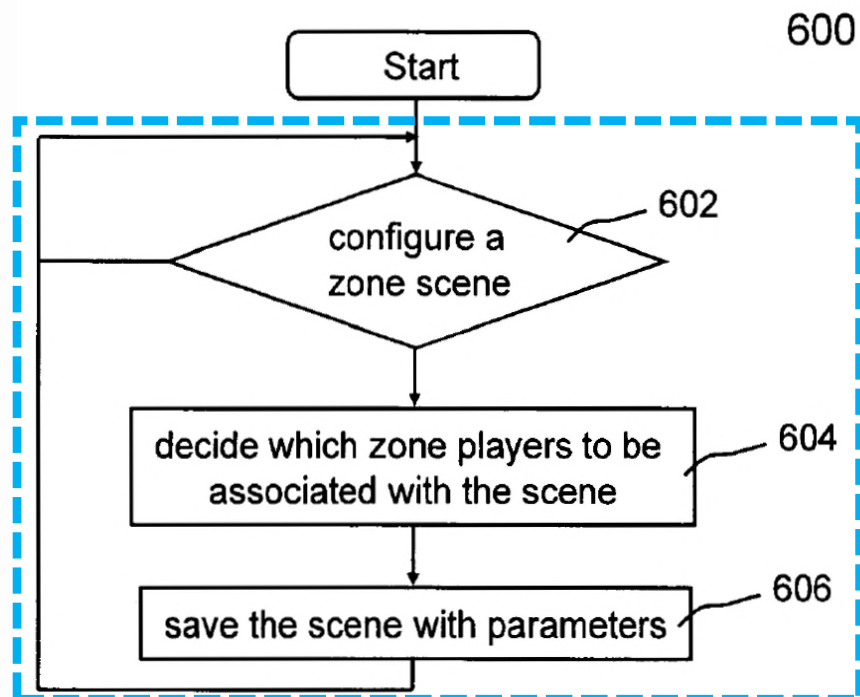 600
Start
602
configure a
zone scene
decide which zone players to be
associated with the scene
604
save the scene with parameters
606